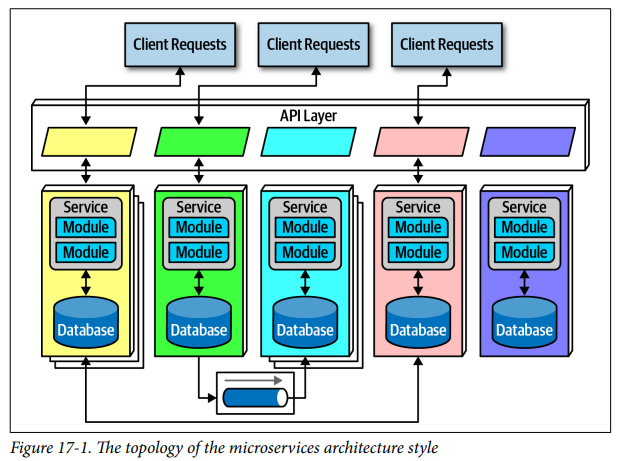 Client Requests
Client Requests
Client Requests
API Layer
Service
Module
Module
Database
Service
Module
Module
Database
Service
Module
Module
Database
Service
Module
Module
Database
Service
Module
Module
Database
Figure 17-1. The topology of the microservices architecture style